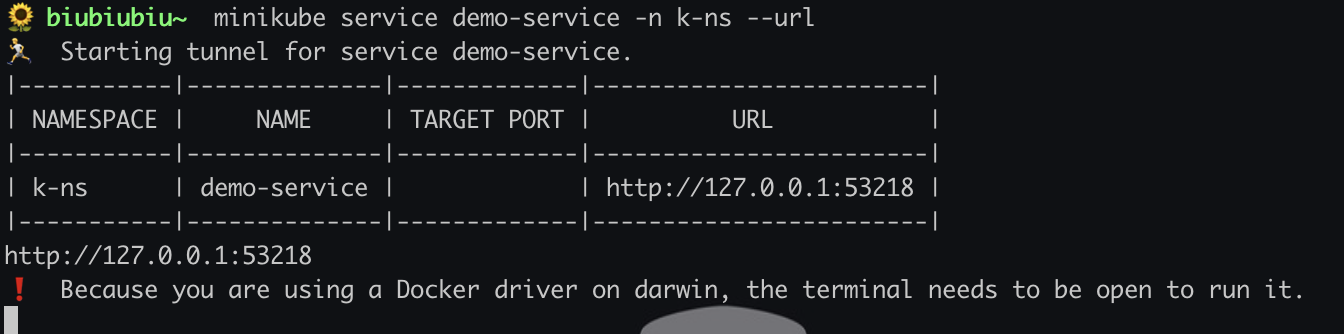 🌻 biubiubiu~  minikube service demo-service -n k-ns --url
🏃  Starting tunnel for service demo-service.
|-----------|--------------|-------------|------------------------|
| NAMESPACE |     NAME     | TARGET PORT |          URL           |
|-----------|--------------|-------------|------------------------|
| k-ns      | demo-service |             | http://127.0.0.1:53218 |
|-----------|--------------|-------------|------------------------|
http://127.0.0.1:53218
❗  Because you are using a Docker driver on darwin, the terminal needs to be open to run it.